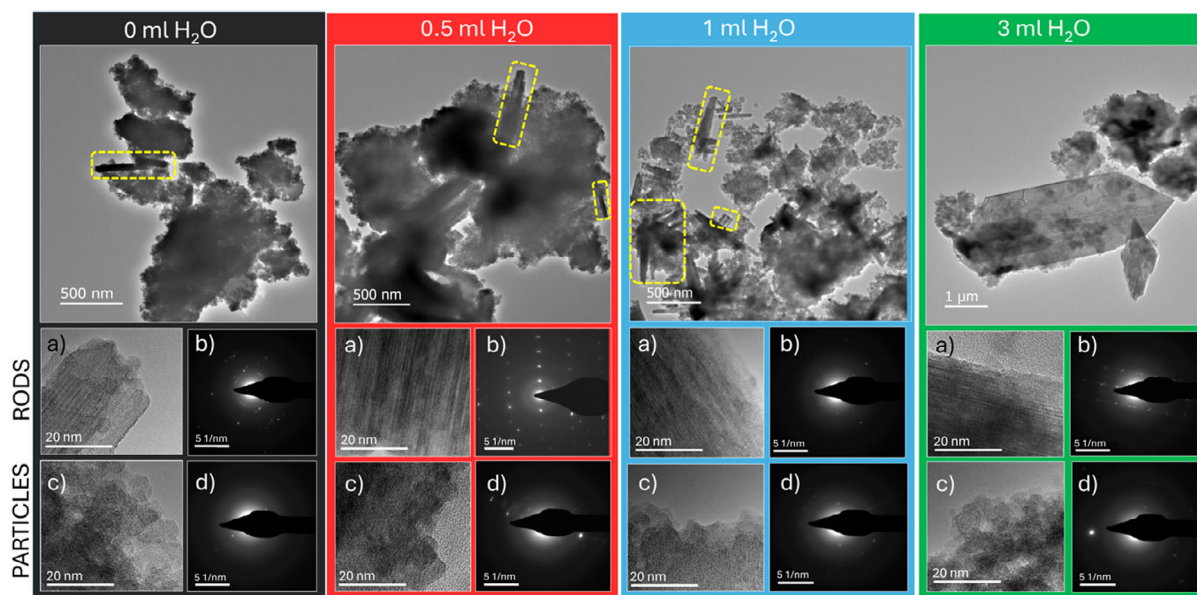 0 ml H₂O
0.5 ml H₂O
1 ml H₂O
3 ml H₂O
500 nm
500 nm
500 nm
1 µm
RODS
a)
20 nm
b)
5 1/nm
a)
20 nm
b)
5 1/nm
a)
20 nm
b)
5 1/nm
a)
20 nm
b)
5 1/nm
PARTICLES
c)
20 nm
d)
5 1/nm
c)
20 nm
d)
5 1/nm
c)
20 nm
d)
5 1/nm
c)
20 nm
d)
5 1/nm